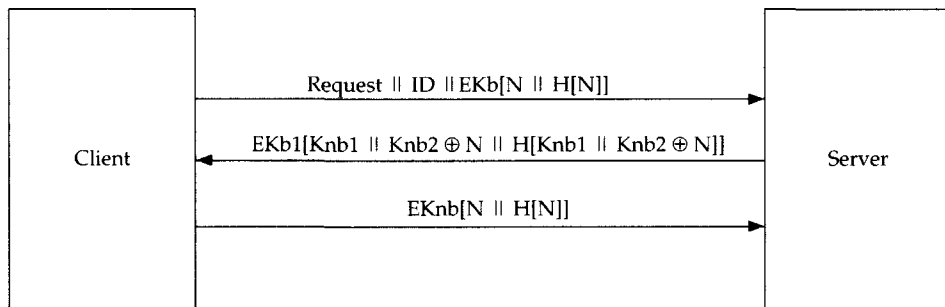 Request || ID || EKb[N || H[N]]
EKb1[Knb1 || Knb2 ⊕ N || H[Knb1 || Knb2 ⊕ N]]
Client
Server
EKnb[N || H[N]]